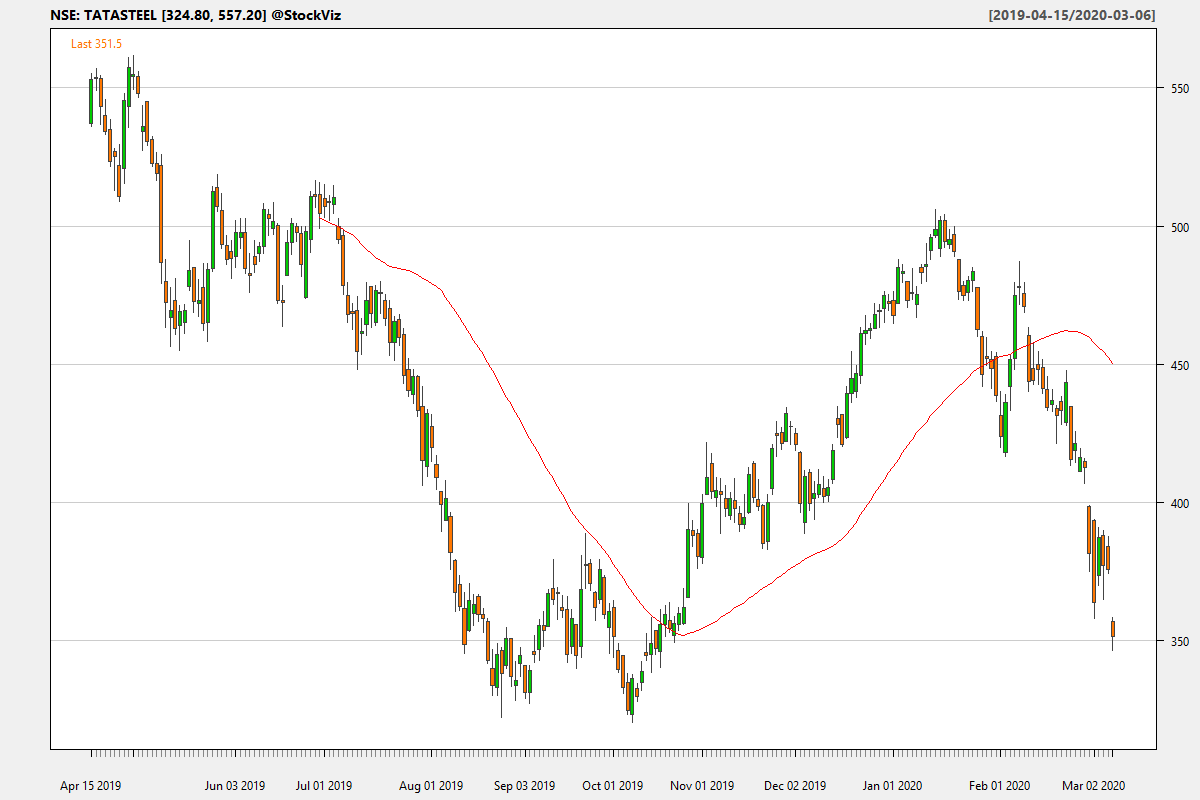 NSE: TATASTEEL [324.80, 557.20] @StockViz [2019-04-15/2020-03-06]
Last 351.5
550
500
450
400
350
Apr 15 2019 Jun 03 2019 Jul 01 2019 Aug 01 2019 Sep 03 2019 Oct 01 2019 Nov 01 2019 Dec 02 2019 Jan 01 2020 Feb 01 2020 Mar 02 2020